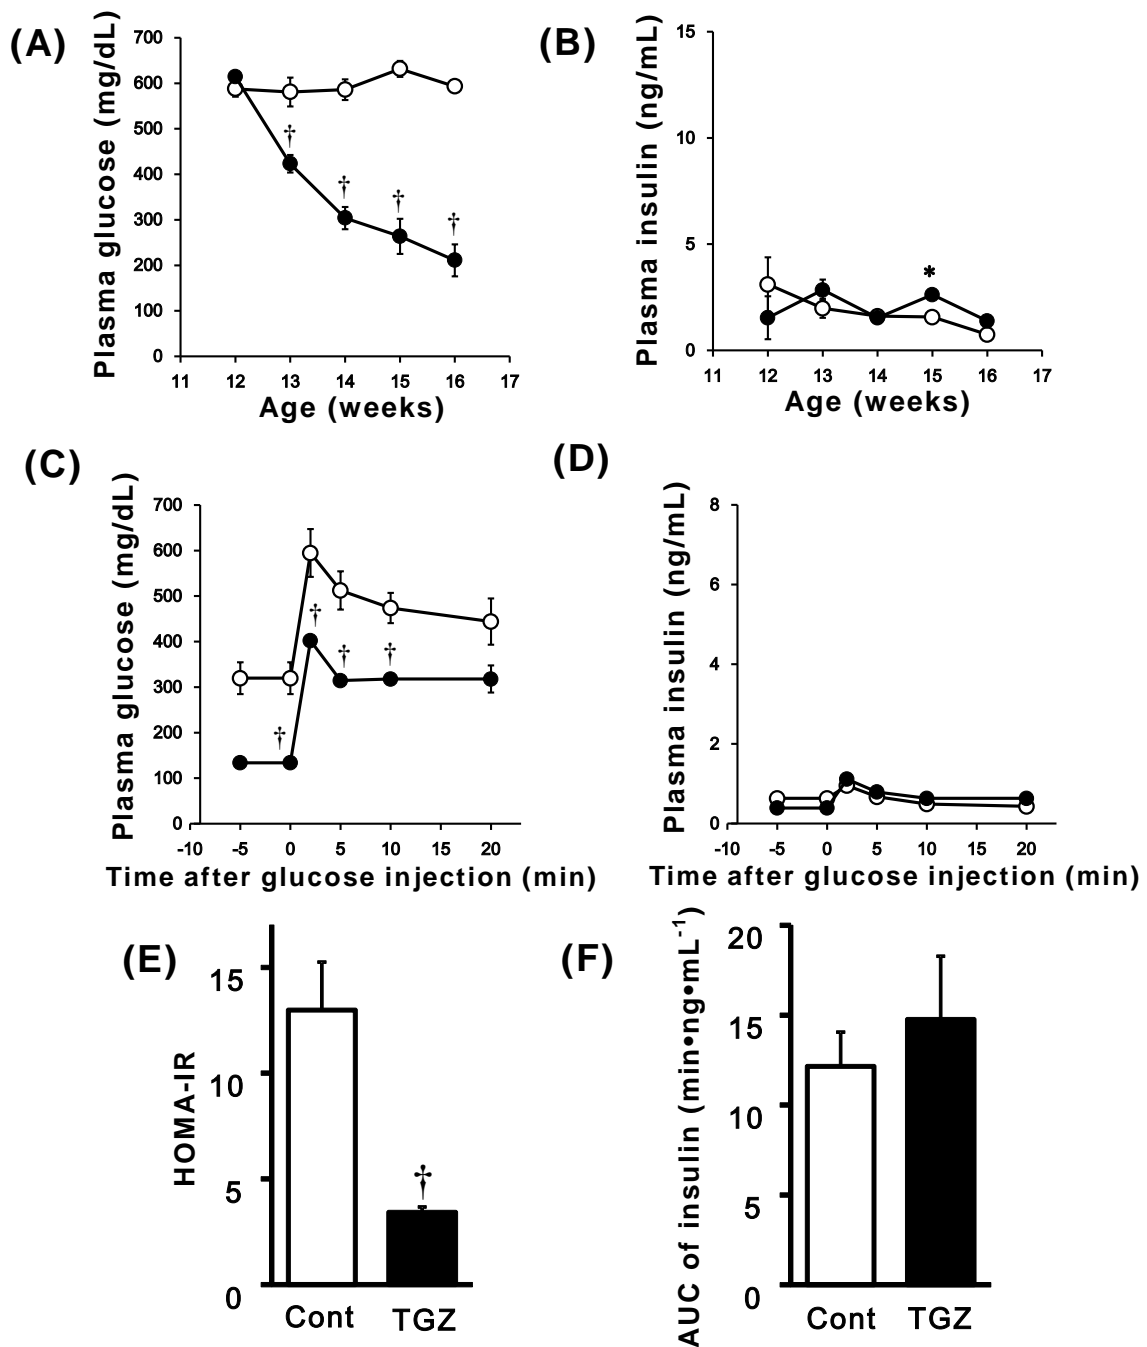 (A)
Plasma glucose (mg/dL)
700
600
500
400
300
200
100
0
† † † †
11 12 13 14 15 16 17
Age (weeks)
(B)
Plasma insulin (ng/mL)
15
10
5
0
*
11 12 13 14 15 16 17
Age (weeks)
(C)
Plasma glucose (mg/dL)
700
600
500
400
300
200
100
0
† † † †
-10 -5 0 5 10 15 20
Time after glucose injection (min)
(D)
Plasma insulin (ng/mL)
8
6
4
2
0
-10 -5 0 5 10 15 20
Time after glucose injection (min)
(E)
HOMA-IR
15
10
5
0
†
Cont TGZ
(F)
AUC of insulin (min•ng•mL⁻¹)
20
15
10
5
0
Cont TGZ